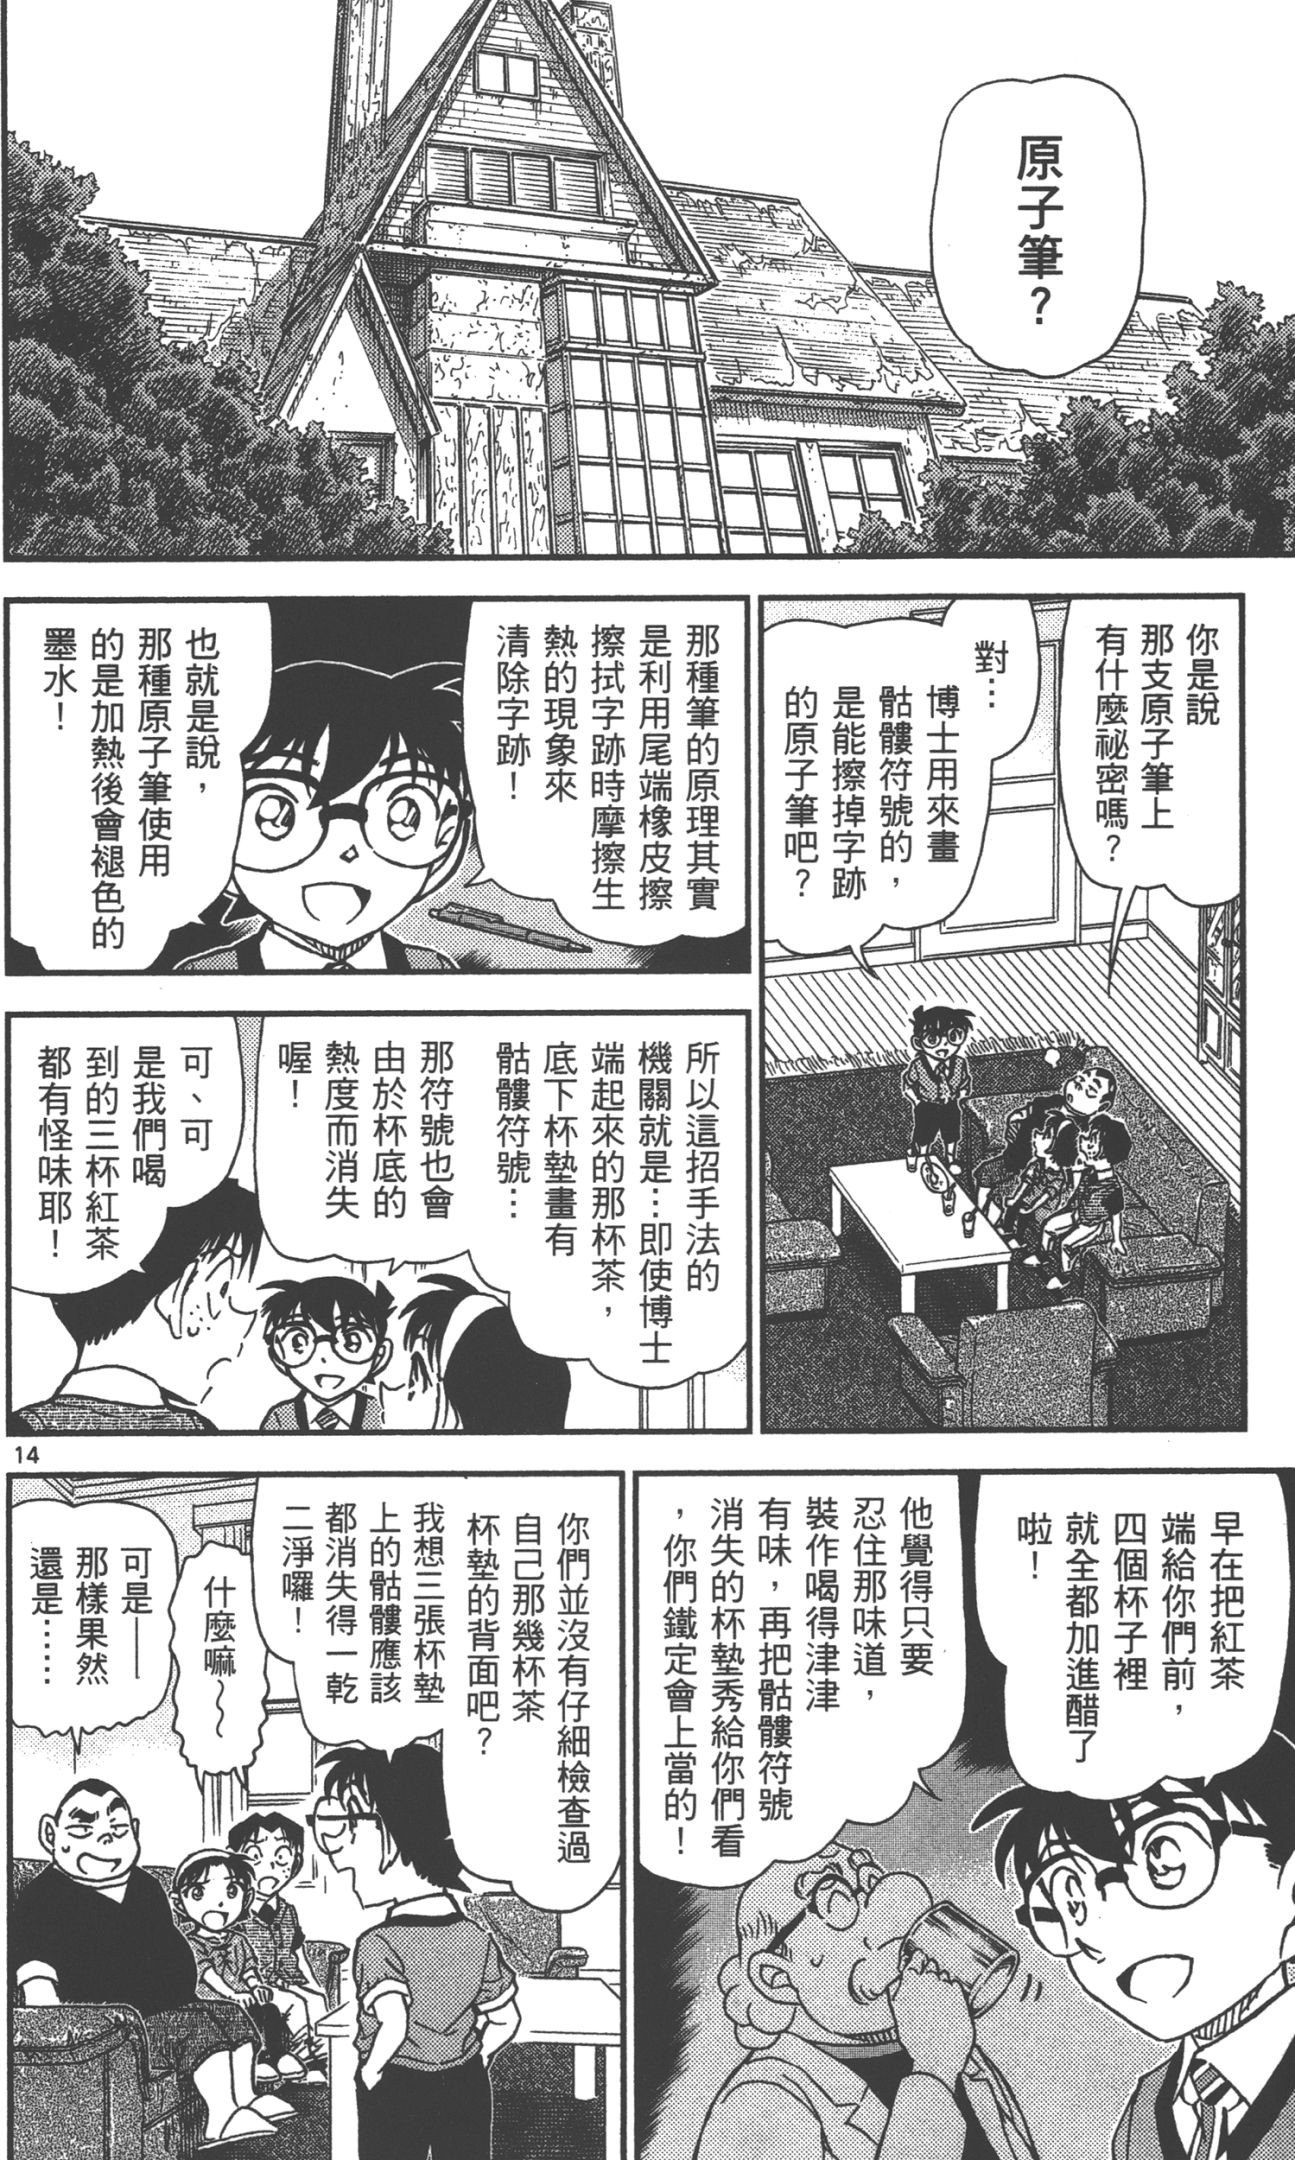 原子筆？
你是說
那支原子筆上
有什麼祕密嗎？
對…
博士用來畫
骷髏符號的，
是能擦掉字跡
的原子筆吧？
那種筆的原理其實
是利用尾端橡皮擦
擦拭字跡時摩擦生
熱的現象來
清除字跡！
也就是說，
那種原子筆使用
的是加熱後會褪色的
墨水！
所以這招手法的
機關就是…即使博士
端起來的那杯茶，
底下杯墊畫有
骷髏符號…
那符號也會
由於杯底的
熱度而消失
喔！
可、可
是我們喝
到的三杯紅茶
都有怪味耶！
14
早在把紅茶
端給你們前，
四個杯子裡
就全都加進醋了
啦！
他覺得只要
忍住那味道，
裝作喝得津津
有味，再把骷髏符號
消失的杯墊秀給你們看
，你們鐵定會上當的！
你們並沒有仔細檢查過
自己那幾杯茶
杯墊的背面吧？
我想三張杯墊
上的骷髏應該
都消失得一乾
二淨囉！
什麼嘛～
可是——
那樣果然
還是……